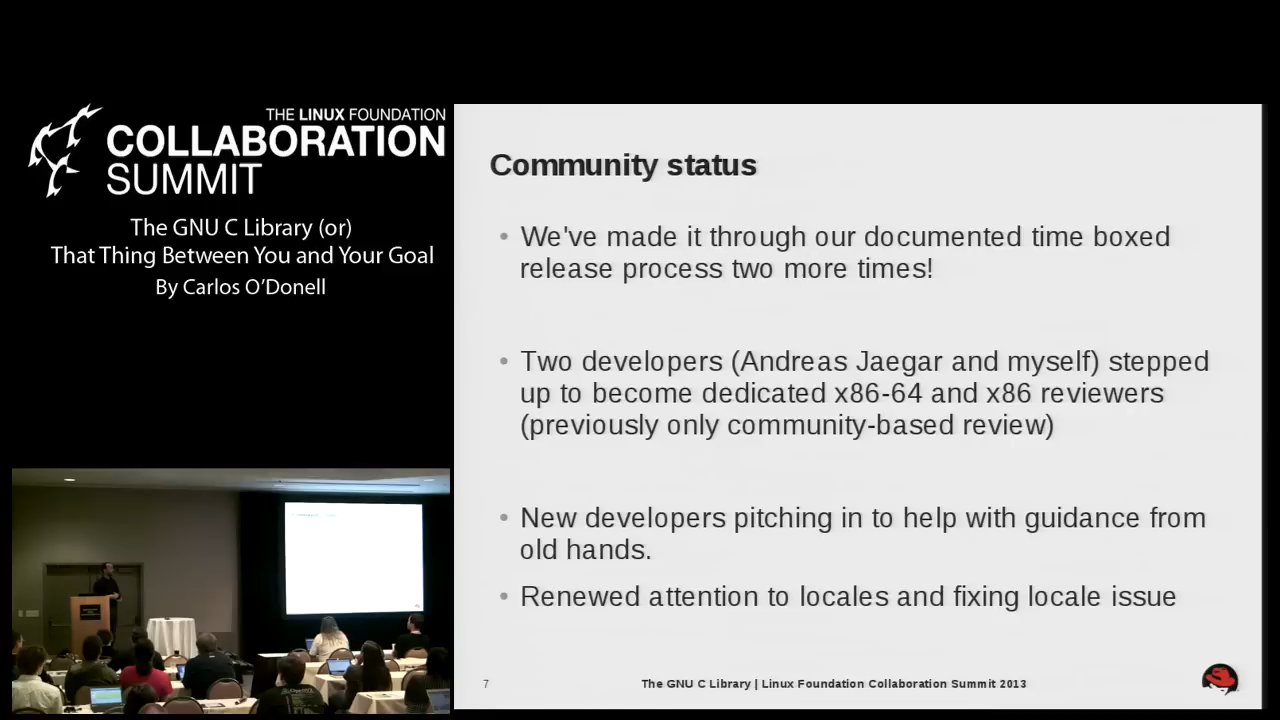 THE LINUX FOUNDATION
COLLABORATION
SUMMIT
The GNU C Library (or)
That Thing Between You and Your Goal
By Carlos O'Donell
Community status
• We've made it through our documented time boxed
release process two more times!
• Two developers (Andreas Jaegar and myself) stepped
up to become dedicated x86-64 and x86 reviewers
(previously only community-based review)
• New developers pitching in to help with guidance from
old hands.
• Renewed attention to locales and fixing locale issue
7
The GNU C Library | Linux Foundation Collaboration Summit 2013